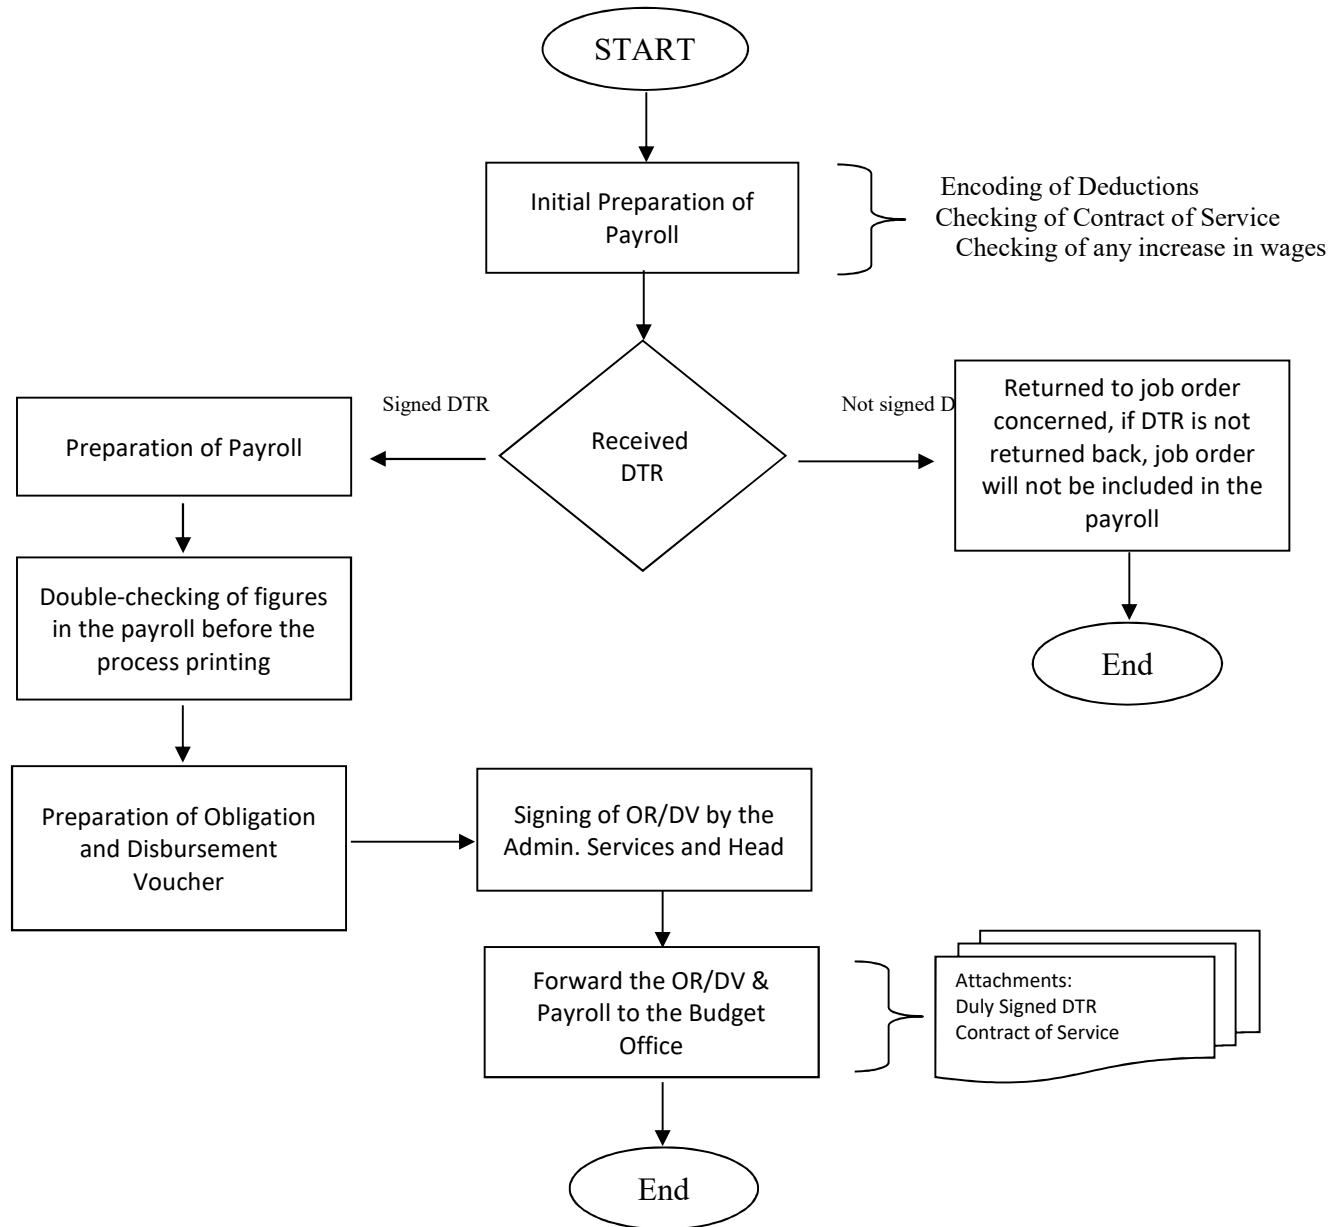 START
Initial Preparation of
Payroll
Encoding of Deductions
Checking of Contract of Service
Checking of any increase in wages
Signed DTR
Received
DTR
Not signed D
Returned to job order
concerned, if DTR is not
returned back, job order
will not be included in the
payroll
End
Preparation of Payroll
Double-checking of figures
in the payroll before the
process printing
Preparation of Obligation
and Disbursement
Voucher
Signing of OR/DV by the
Admin. Services and Head
Forward the OR/DV &
Payroll to the Budget
Office
Attachments:
Duly Signed DTR
Contract of Service
End